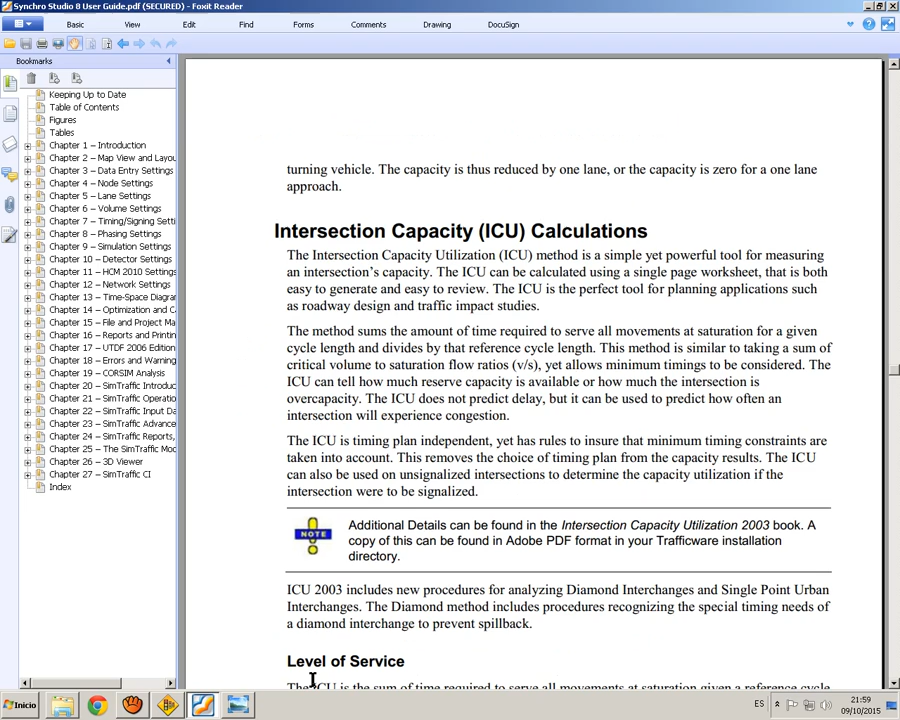 Synchro Studio 8 User Guide.pdf (SECURED) - Foxit Reader
Basic View Edit Find Forms Comments Drawing DocuSign
Bookmarks
Keeping Up to Date
Table of Contents
Figures
Tables
Chapter 1 – Introduction
Chapter 2 – Map View and Layou
Chapter 3 – Data Entry Settings
Chapter 4 – Node Settings
Chapter 5 – Lane Settings
Chapter 6 – Volume Settings
Chapter 7 – Timing/Signing Setti
Chapter 8 – Phasing Settings
Chapter 9 – Simulation Settings
Chapter 10 – Detector Settings
Chapter 11 – HCM 2010 Settings
Chapter 12 – Network Settings
Chapter 13 – Time-Space Diagran
Chapter 14 – Optimization and C
Chapter 15 – File and Project Ma
Chapter 16 – Reports and Printin
Chapter 17 – UTDF 2006 Edition
Chapter 18 – Errors and Warning
Chapter 19 – CORSIM Analysis
Chapter 20 – SimTraffic Introduc
Chapter 21 – SimTraffic Operatio
Chapter 22 – SimTraffic Input Da
Chapter 23 – SimTraffic Advance
Chapter 24 – SimTraffic Reports,
Chapter 25 – The SimTraffic Moc
Chapter 26 – 3D Viewer
Chapter 27 – SimTraffic CI
Index
turning vehicle. The capacity is thus reduced by one lane, or the capacity is zero for a one lane
approach.
Intersection Capacity (ICU) Calculations
The Intersection Capacity Utilization (ICU) method is a simple yet powerful tool for measuring
an intersection's capacity. The ICU can be calculated using a single page worksheet, that is both
easy to generate and easy to review. The ICU is the perfect tool for planning applications such
as roadway design and traffic impact studies.
The method sums the amount of time required to serve all movements at saturation for a given
cycle length and divides by that reference cycle length. This method is similar to taking a sum of
critical volume to saturation flow ratios (v/s), yet allows minimum timings to be considered. The
ICU can tell how much reserve capacity is available or how much the intersection is
overcapacity. The ICU does not predict delay, but it can be used to predict how often an
intersection will experience congestion.
The ICU is timing plan independent, yet has rules to insure that minimum timing constraints are
taken into account. This removes the choice of timing plan from the capacity results. The ICU
can also be used on unsignalized intersections to determine the capacity utilization if the
intersection were to be signalized.
NOTE
Additional Details can be found in the Intersection Capacity Utilization 2003 book. A
copy of this can be found in Adobe PDF format in your Trafficware installation
directory.
ICU 2003 includes new procedures for analyzing Diamond Interchanges and Single Point Urban
Interchanges. The Diamond method includes procedures recognizing the special timing needs of
a diamond interchange to prevent spillback.
Level of Service
The ICU is the sum of time required to serve all movements at saturation given a reference cycle
Inicio
ES
21:59
09/10/2015